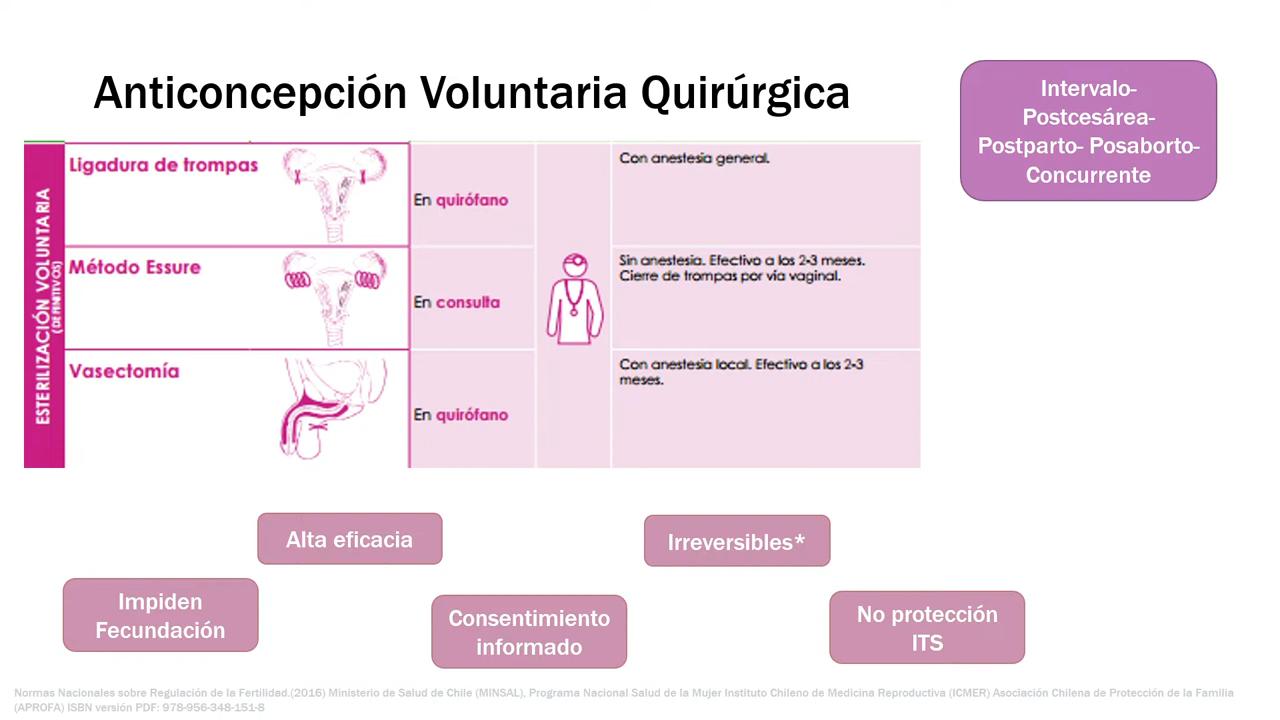 Anticoncepción Voluntaria Quirúrgica
Intervalo-
Postcesárea-
Postparto- Posaborto-
Concurrente
ESTERILIZACIÓN VOLUNTARIA
(DEFINITIVOS)
Ligadura de trompas
En quirófano
Con anestesia general.
Método Essure
En consulta
Sin anestesia. Efectivo a los 2-3 meses.
Cierre de trompas por vía vaginal.
Vasectomía
En quirófano
Con anestesia local. Efectivo a los 2-3
meses.
Alta eficacia
Irreversibles*
Impiden
Fecundación
Consentimiento
informado
No protección
ITS
Normas Nacionales sobre Regulación de la Fertilidad.(2016) Ministerio de Salud de Chile (MINSAL), Programa Nacional Salud de la Mujer Instituto Chileno de Medicina Reproductiva (ICMER) Asociación Chilena de Protección de la Familia
(APROFA) ISBN versión PDF: 978-956-348-151-8